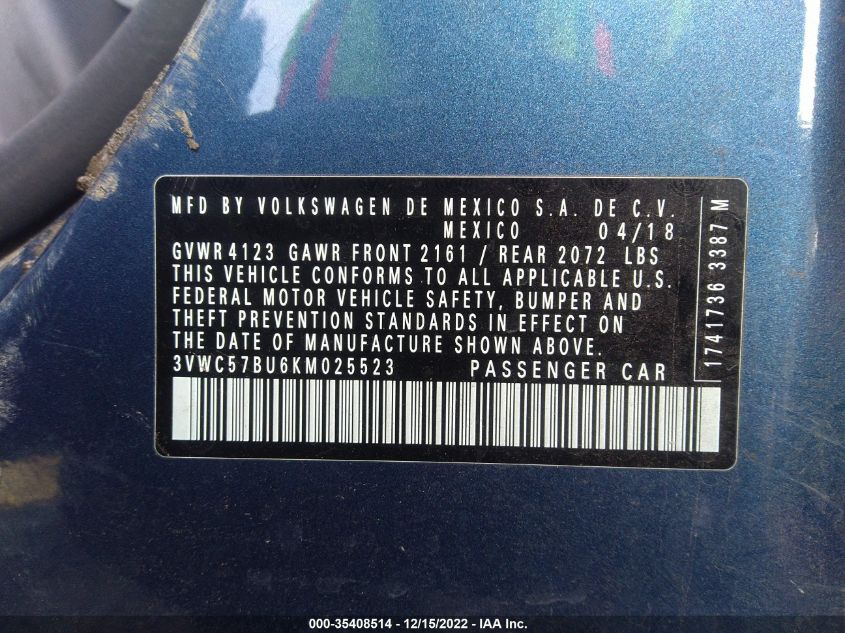 MFD BY VOLKSWAGEN DE MEXICO S.A. DE C.V.
MEXICO 04/18
GVWR 4123 GAWR FRONT 2161 / REAR 2072 LBS
THIS VEHICLE CONFORMS TO ALL APPLICABLE U.S.
FEDERAL MOTOR VEHICLE SAFETY, BUMPER AND
THEFT PREVENTION STANDARDS IN EFFECT ON
THE DATE OF MANUFACTURE SHOWN ABOVE.
3VWC57BU6KM025523 PASSENGER CAR
1741736 3387 M
000-35408514 - 12/15/2022 - IAA Inc.